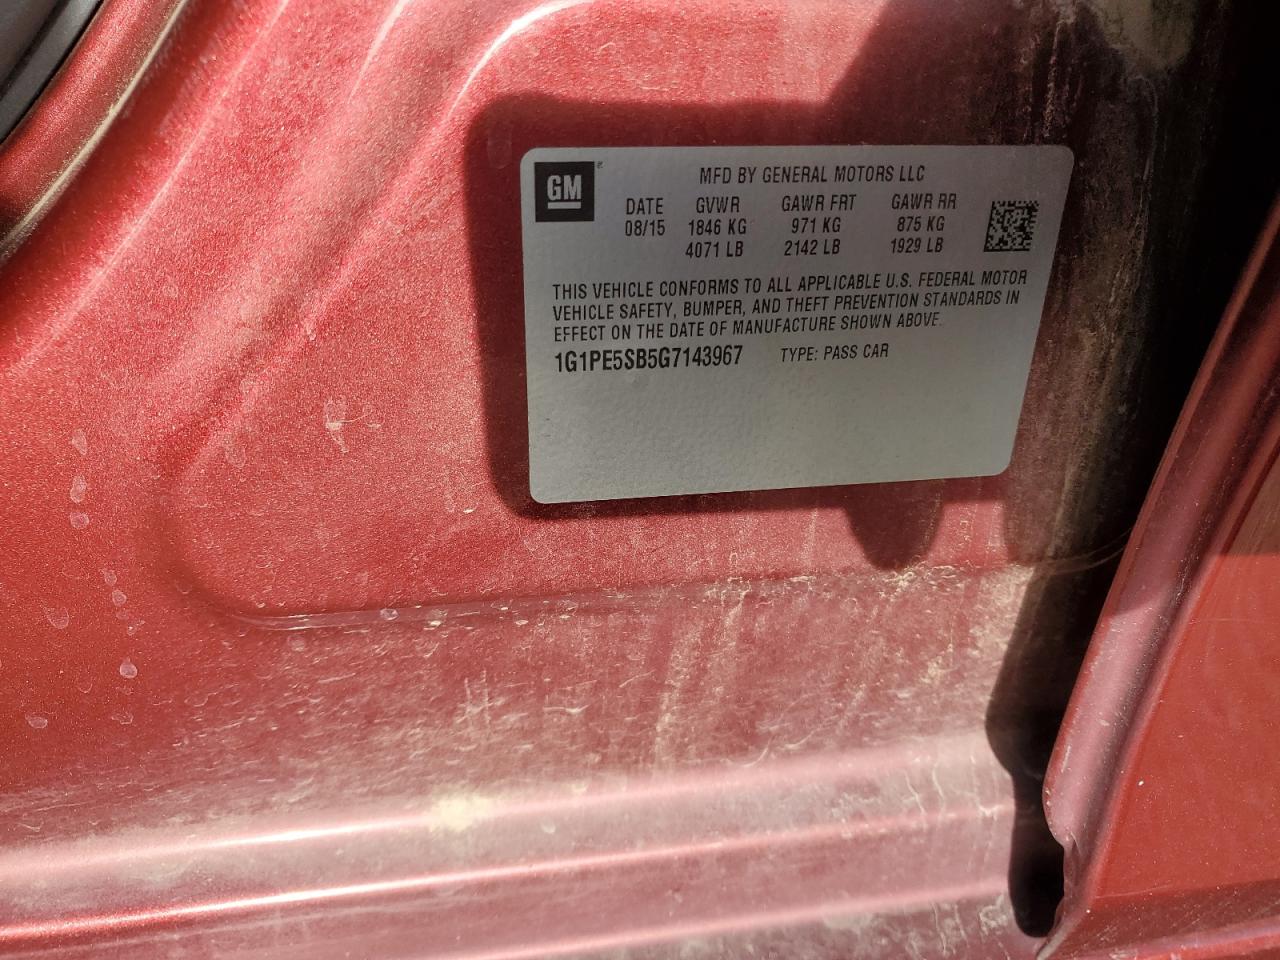 GM
MFD BY GENERAL MOTORS LLC
DATE GVWR GAWR FRT GAWR RR
08/15 1846 KG 971 KG 875 KG
4071 LB 2142 LB 1929 LB
THIS VEHICLE CONFORMS TO ALL APPLICABLE U.S. FEDERAL MOTOR
VEHICLE SAFETY, BUMPER, AND THEFT PREVENTION STANDARDS IN
EFFECT ON THE DATE OF MANUFACTURE SHOWN ABOVE.
1G1PE5SB5G7143967 TYPE: PASS CAR